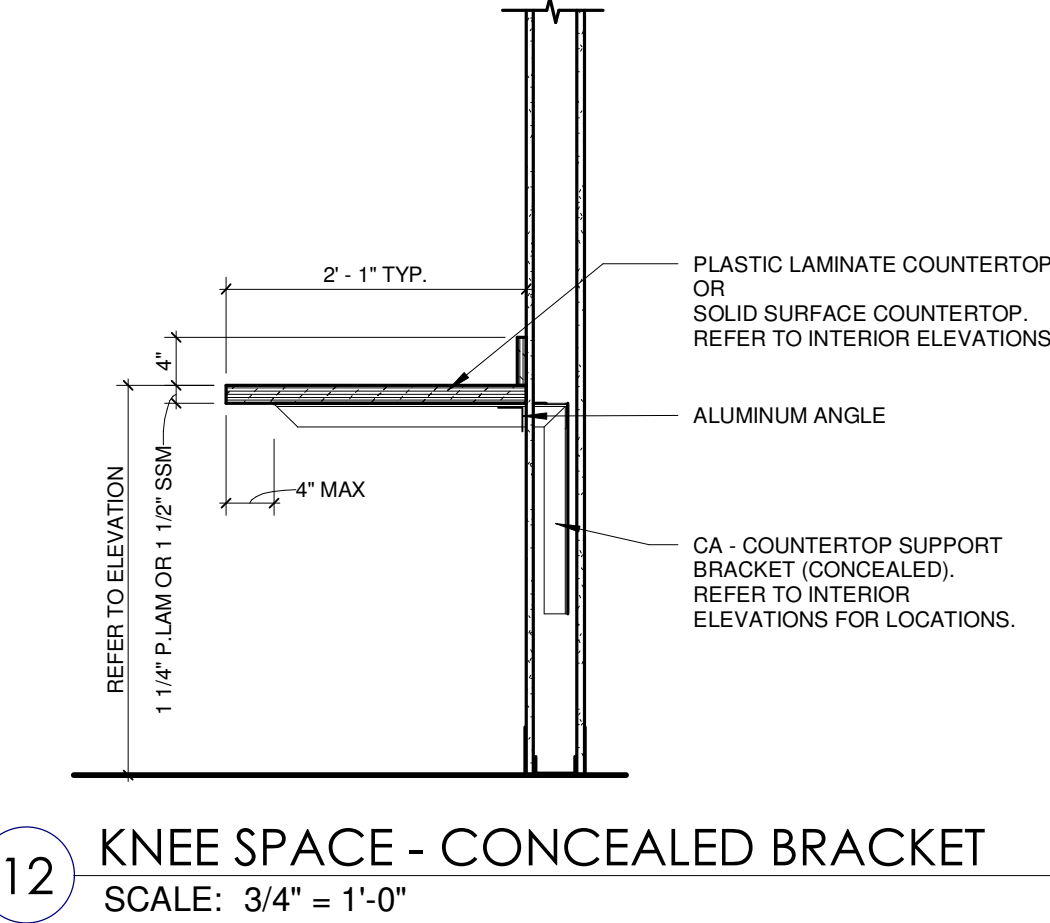 2' - 1" TYP.
4"
PLASTIC LAMINATE COUNTERTOP
OR
SOLID SURFACE COUNTERTOP.
REFER TO INTERIOR ELEVATIONS
ALUMINUM ANGLE
4" MAX
REFER TO ELEVATION
1 1/4" P.LAM OR 1 1/2" SSM
CA - COUNTERTOP SUPPORT
BRACKET (CONCEALED).
REFER TO INTERIOR
ELEVATIONS FOR LOCATIONS.
12
KNEE SPACE - CONCEALED BRACKET
SCALE: 3/4" = 1'-0"